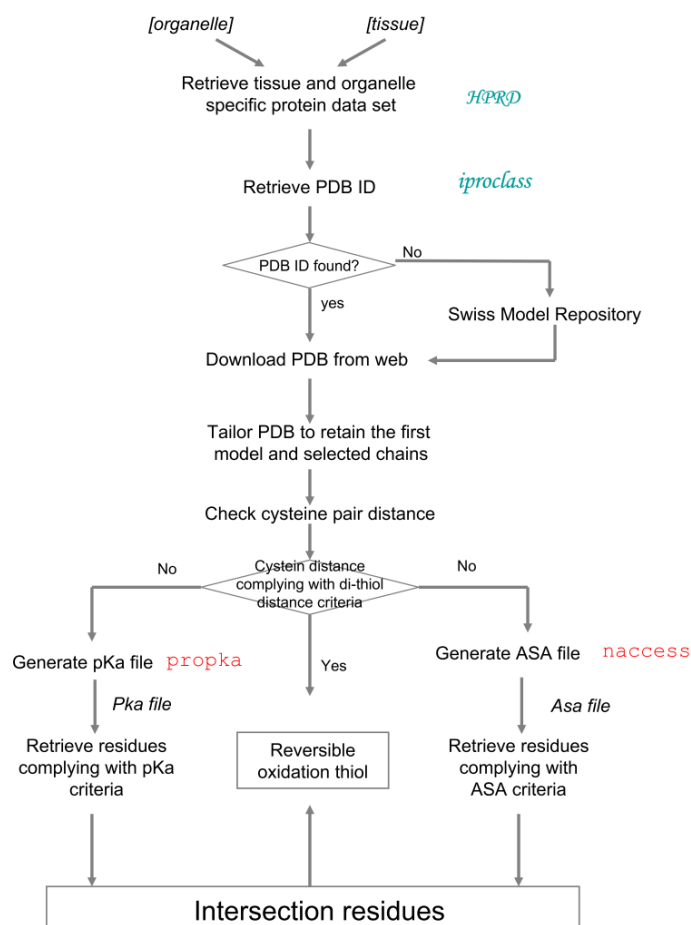 [organelle]
[tissue]
Retrieve tissue and organelle
specific protein data set
HPRD
Retrieve PDB ID
iproclass
PDB ID found?
No
yes
Swiss Model Repository
Download PDB from web
Tailor PDB to retain the first
model and selected chains
Check cysteine pair distance
No
Cystein distance
complying with di-thiol
distance criteria
No
Generate pKa file
propka
Yes
Generate ASA file
naccess
Pka file
Asa file
Retrieve residues
complying with pKa
criteria
Reversible
oxidation thiol
Retrieve residues
complying with
ASA criteria
Intersection residues